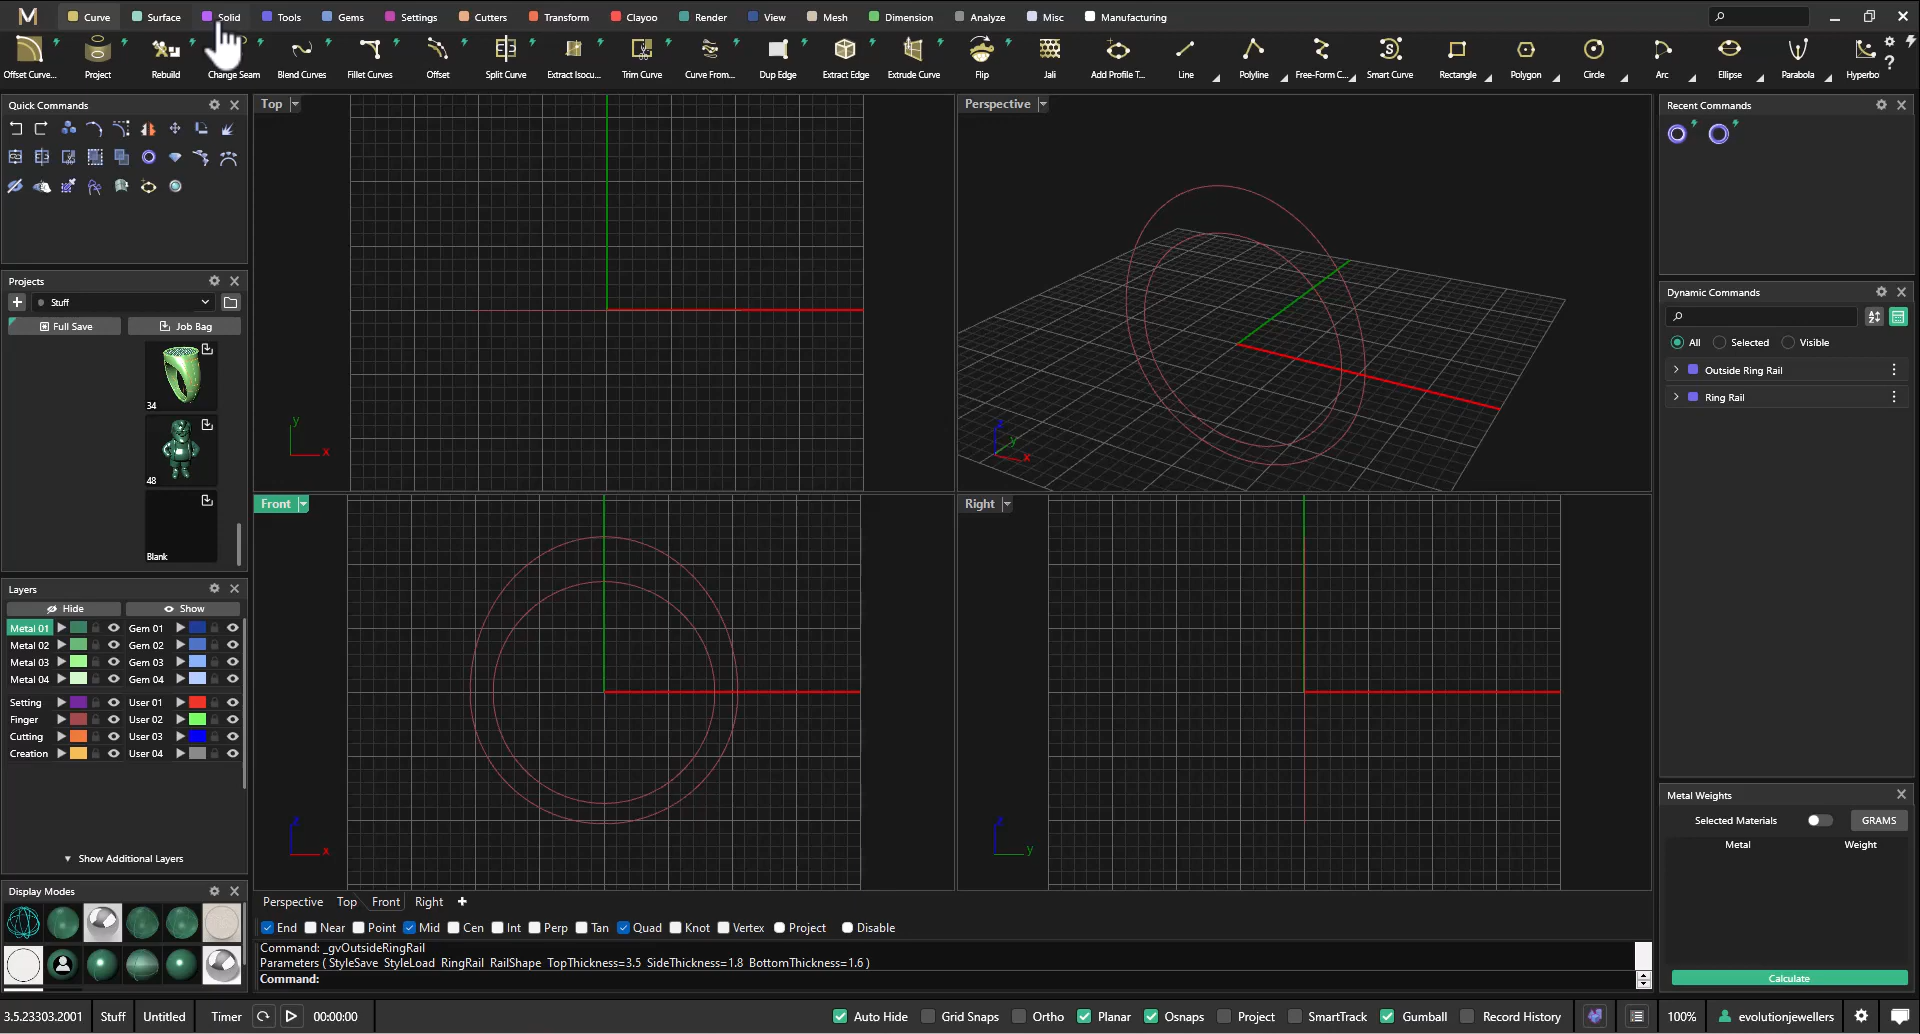 Curve Surface Solid Tools Gems Settings Cutters Transform Clayoo Render View Mesh Dimension Analyze Misc Manufacturing
Offset Curve... Project Rebuild Change Seam Blend Curves Fillet Curves Offset Split Curve Extract Isocu... Trim Curve Curve From... Dup Edge Extract Edge Extrude Curve Flip Jali Add Profile T... Line Polyline Free-Form C... Smart Curve Rectangle Polygon Circle Arc Ellipse Parabola Hyperbo
Quick Commands
Projects
Stuff
Full Save Job Bag
34
48
Blank
Layers
Hide Show
Metal 01 Gem 01
Metal 02 Gem 02
Metal 03 Gem 03
Metal 04 Gem 04
Setting User 01
Finger User 02
Cutting User 03
Creation User 04
Show Additional Layers
Display Modes
Top
y
x
Perspective
z
y
x
Front
z
x
Right
z
y
Perspective Top Front Right
End Near Point Mid Cen Int Perp Tan Quad Knot Vertex Project Disable
Command: _gvOutsideRingRail
Parameters ( StyleSave StyleLoad RingRail RailShape TopThickness=3.5 SideThickness=1.8 BottomThickness=1.6 )
Command:
Recent Commands
Dynamic Commands
All Selected Visible
Outside Ring Rail
Ring Rail
Metal Weights
Selected Materials GRAMS
Metal Weight
Calculate
3.5.23303.2001 Stuff Untitled Timer 00:00:00 Auto Hide Grid Snaps Ortho Planar Osnaps Project SmartTrack Gumball Record History 100% evolutionjewellers